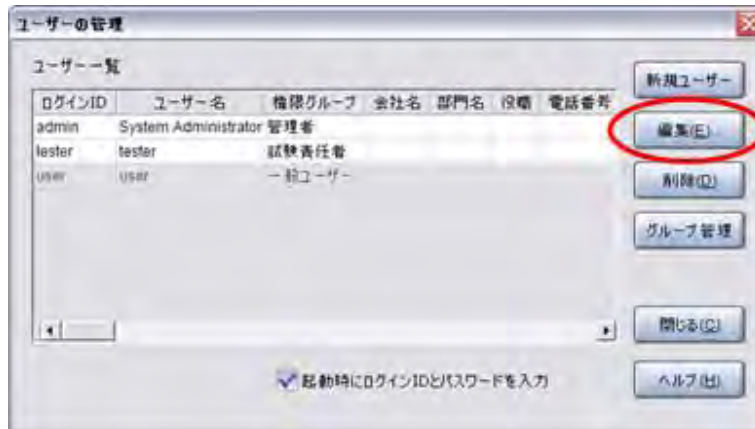 ユーザーの管理
ユーザー一覧
ログインID ユーザー名 権限グループ 会社名 部門名 役職 電話番号
admin System Administrator 管理者
tester tester 試験責任者
user user 一般ユーザー
新規ユーザー
編集(E)
削除(D)
グループ管理
閉じる(C)
起動時にログインIDとパスワードを入力
ヘルプ(H)